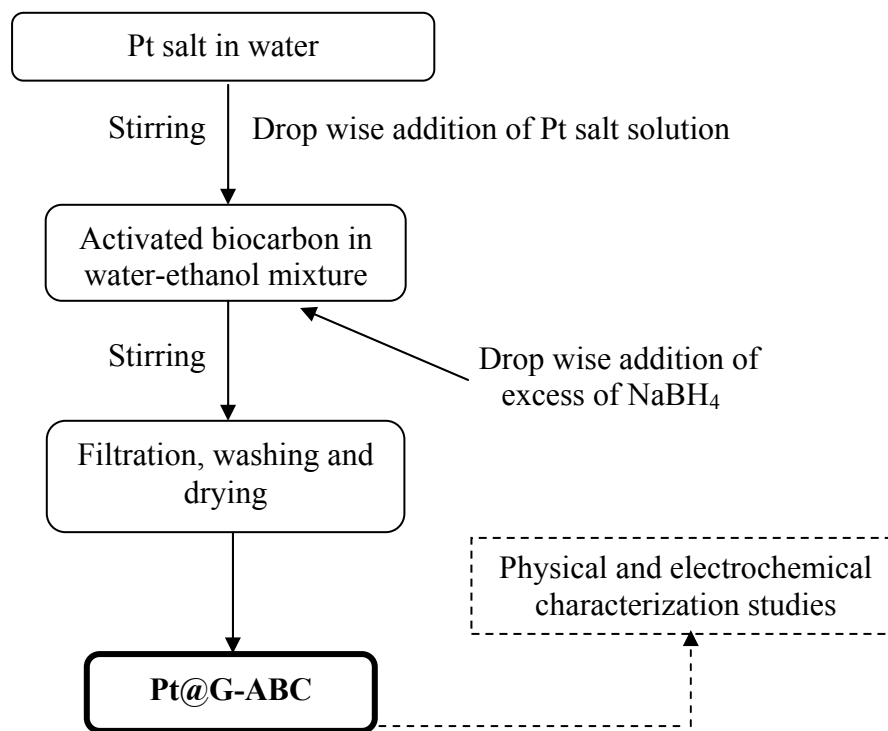 Pt salt in water
Stirring
Drop wise addition of Pt salt solution
Activated biocarbon in
water-ethanol mixture
Stirring
Drop wise addition of
excess of NaBH₄
Filtration, washing and
drying
Physical and electrochemical
characterization studies
Pt@G-ABC